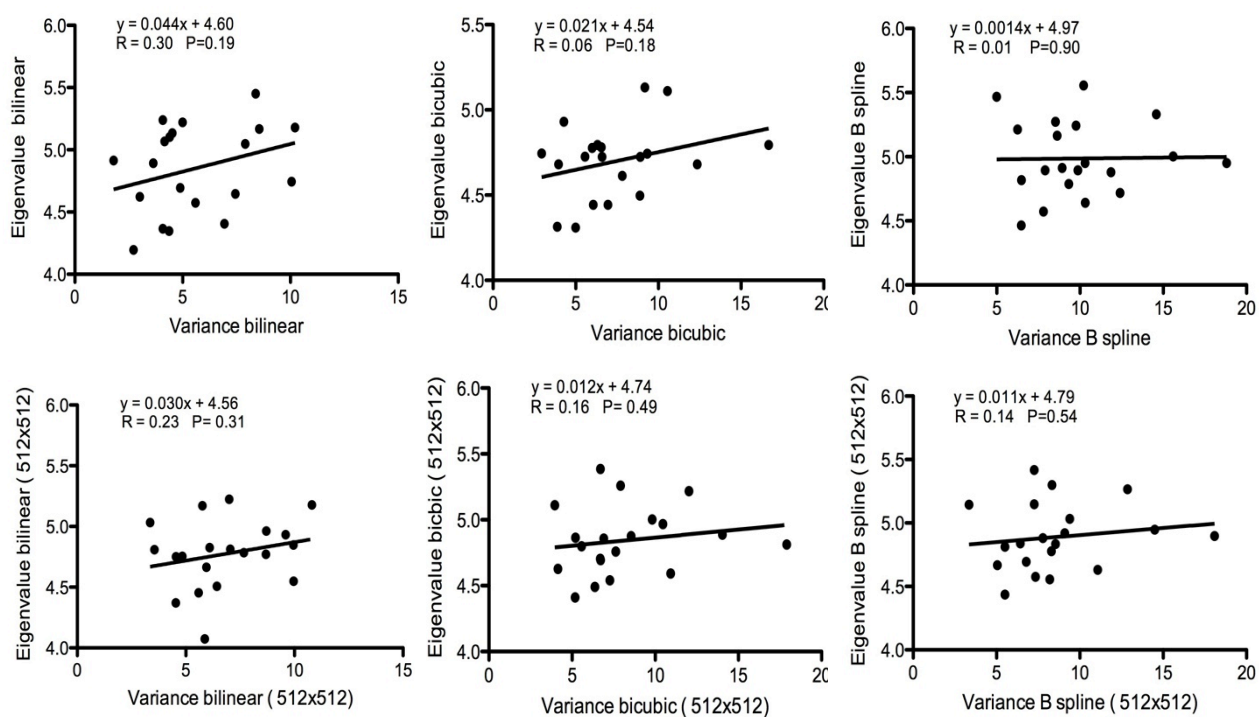 y = 0.044x + 4.60
R = 0.30 P=0.19
Eigenvalue bilinear
6.0
5.5
5.0
4.5
4.0
0 5 10 15
Variance bilinear
y = 0.021x + 4.54
R = 0.06 P=0.18
Eigenvalue bicubic
5.5
5.0
4.5
4.0
0 5 10 15 20
Variance bicubic
y = 0.0014x + 4.97
R = 0.01 P=0.90
Eigenvalue B spline
6.0
5.5
5.0
4.5
4.0
0 5 10 15 20
Variance B spline
y = 0.030x + 4.56
R = 0.23 P= 0.31
Eigenvalue bilinear ( 512x512)
6.0
5.5
5.0
4.5
4.0
0 5 10 15
Variance bilinear ( 512x512)
y = 0.012x + 4.74
R = 0.16 P= 0.49
Eigenvalue bicbic ( 512x512)
6.0
5.5
5.0
4.5
4.0
0 5 10 15 20
Variance bicubic ( 512x512)
y = 0.011x + 4.79
R = 0.14 P=0.54
Eigenvalue B spline ( 512x512)
6.0
5.5
5.0
4.5
4.0
0 5 10 15 20
Variance B spline ( 512x512)